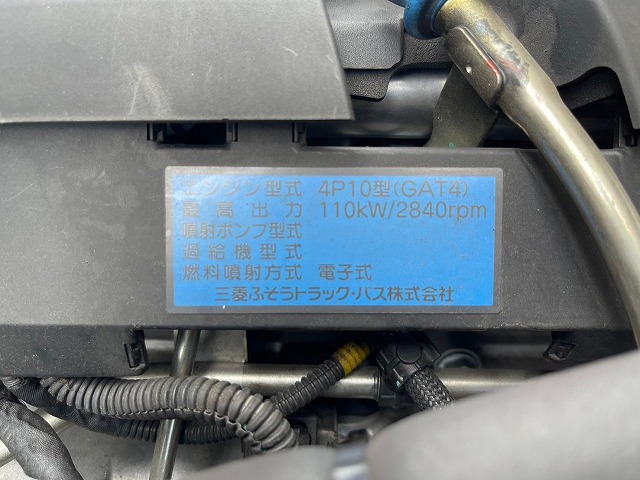 エンジン型式 4P10型(GAT4)
最高出力 110kW/2840rpm
噴射ポンプ型式
過給機型式
燃料噴射方式 電子式
三菱ふそうトラック・バス株式会社